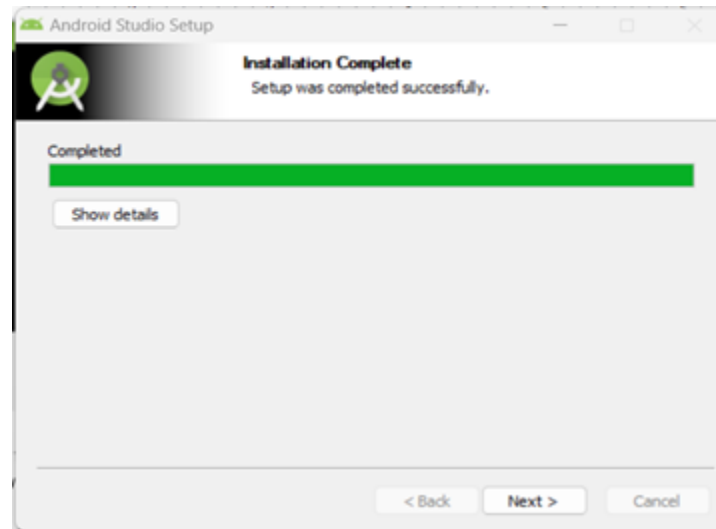 Android Studio Setup
Installation Complete
Setup was completed successfully.
Completed
Show details
< Back Next > Cancel